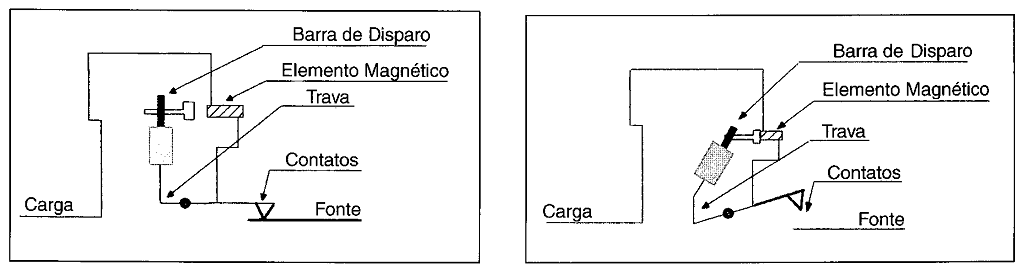 Barra de Disparo
Elemento Magnético
Trava
Contatos
Carga
Fonte
Barra de Disparo
Elemento Magnético
Trava
Contatos
Carga
Fonte